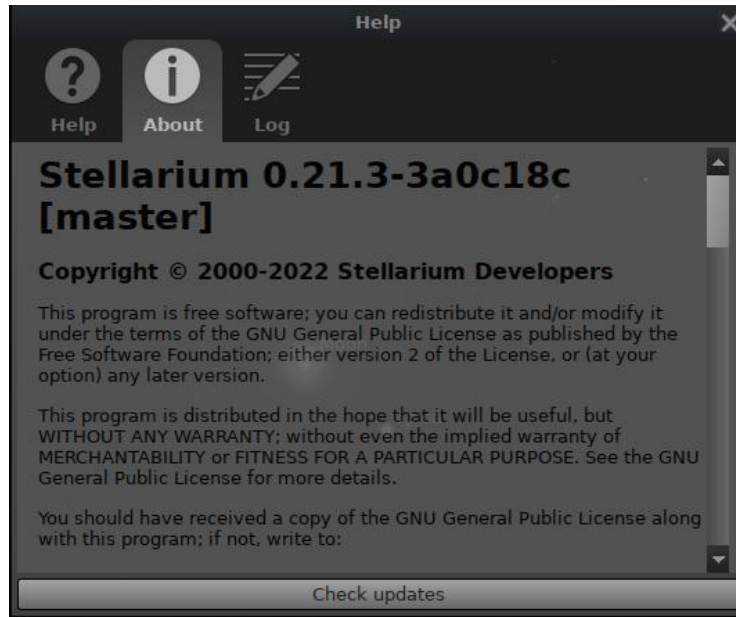 Help
Help
About
Log
Stellarium 0.21.3-3a0c18c
[master]
Copyright © 2000-2022 Stellarium Developers
This program is free software; you can redistribute it and/or modify it
under the terms of the GNU General Public License as published by the
Free Software Foundation; either version 2 of the License, or (at your
option) any later version.
This program is distributed in the hope that it will be useful, but
WITHOUT ANY WARRANTY; without even the implied warranty of
MERCHANTABILITY or FITNESS FOR A PARTICULAR PURPOSE. See the GNU
General Public License for more details.
You should have received a copy of the GNU General Public License along
with this program; if not, write to:
Check updates